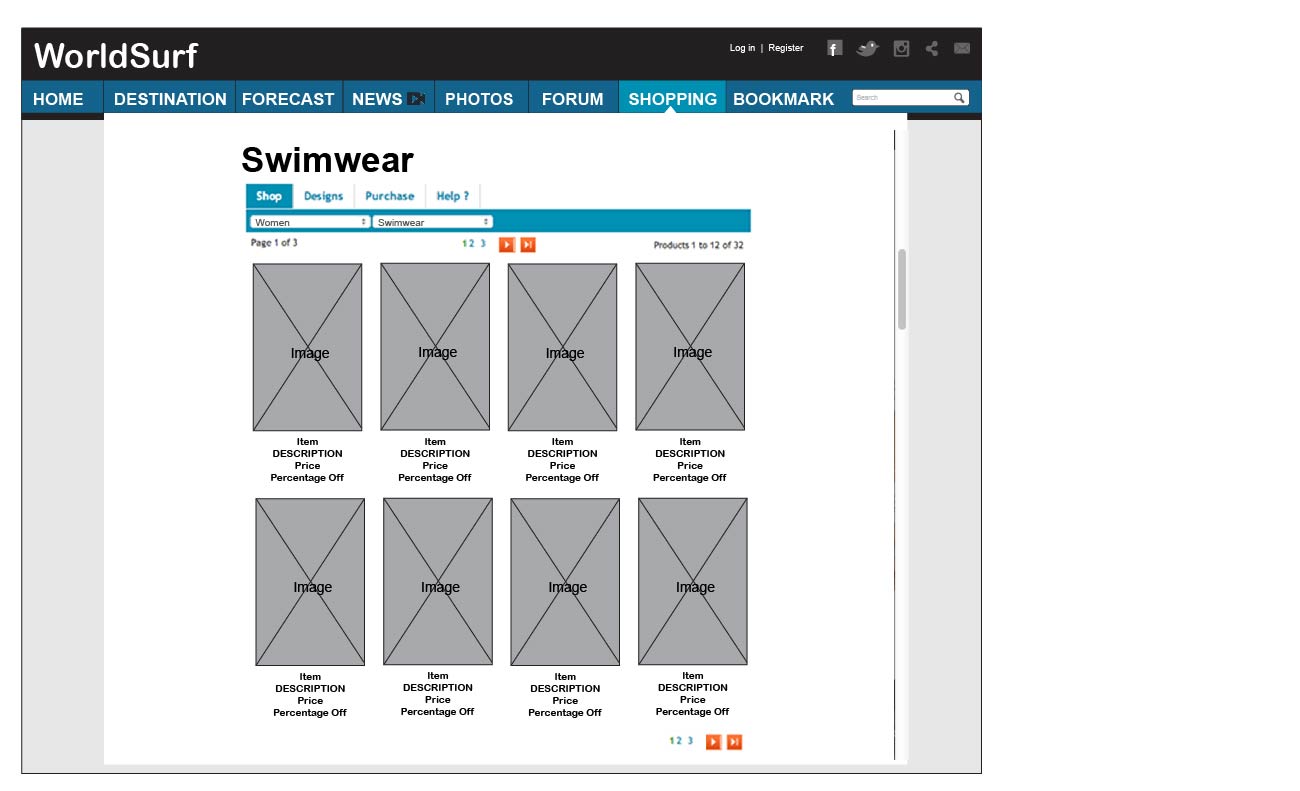 WorldSurf
Log in | Register
f
HOME DESTINATION FORECAST NEWS PHOTOS FORUM SHOPPING BOOKMARK Search
Swimwear
Shop Designs Purchase Help ?
Women Swimwear
Page 1 of 3 1 2 3 Products 1 to 12 of 32
Image Image Image Image
Item Item Item Item
DESCRIPTION DESCRIPTION DESCRIPTION DESCRIPTION
Price Price Price Price
Percentage Off Percentage Off Percentage Off Percentage Off
Image Image Image Image
Item Item Item Item
DESCRIPTION DESCRIPTION DESCRIPTION DESCRIPTION
Price Price Price Price
Percentage Off Percentage Off Percentage Off Percentage Off
1 2 3